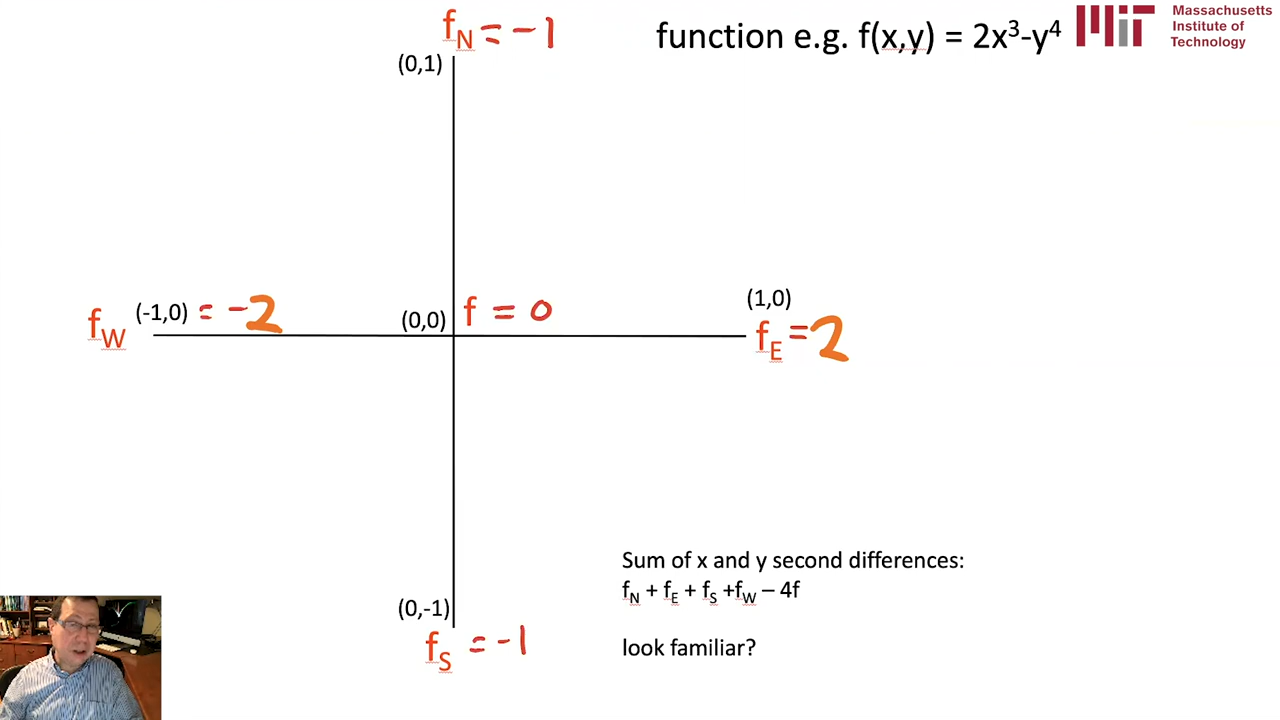 f_N = -1
function e.g. f(x,y) = 2x³-y⁴
MIT
Massachusetts
Institute of
Technology
(0,1)
f_W (-1,0) = -2
(0,0) f = 0
(1,0)
f_E = 2
Sum of x and y second differences:
f_N + f_E + f_S +f_W – 4f
(0,-1)
f_S = -1
look familiar?